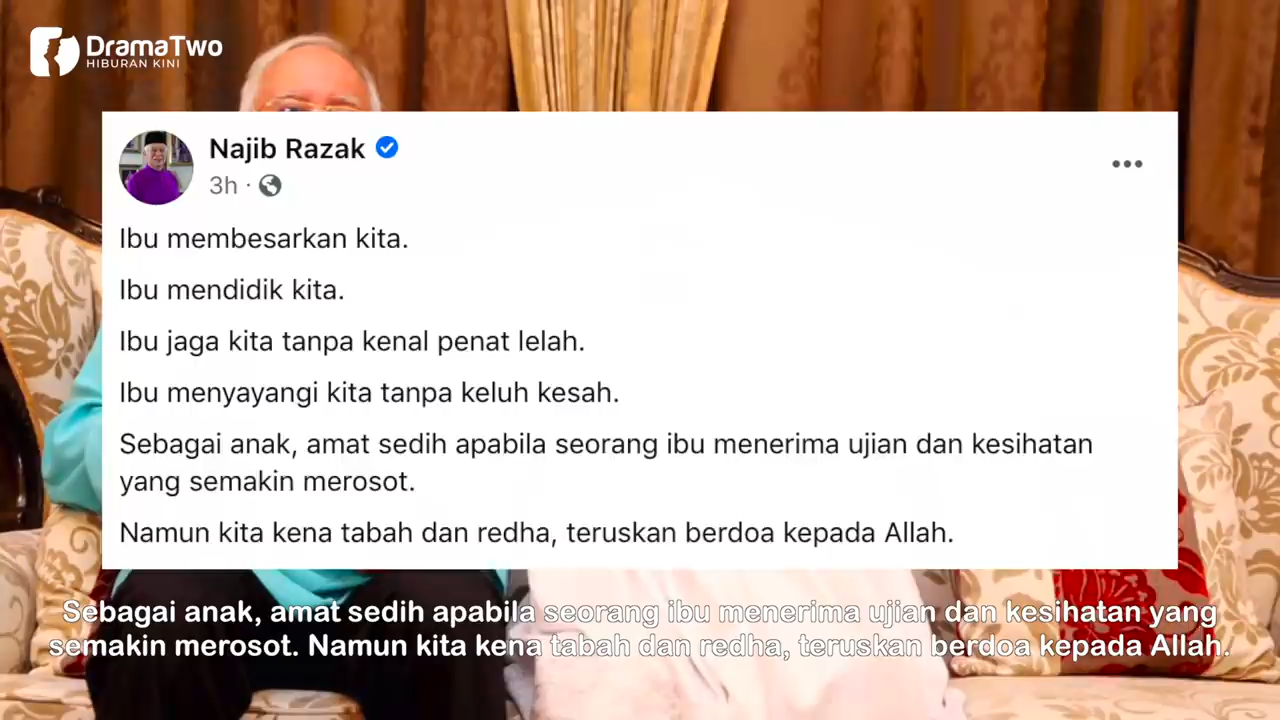 DramaTwo
HIBURAN KINI
Najib Razak
3h ·
Ibu membesarkan kita.
Ibu mendidik kita.
Ibu jaga kita tanpa kenal penat lelah.
Ibu menyayangi kita tanpa keluh kesah.
Sebagai anak, amat sedih apabila seorang ibu menerima ujian dan kesihatan
yang semakin merosot.
Namun kita kena tabah dan redha, teruskan berdoa kepada Allah.
Sebagai anak, amat sedih apabila seorang ibu menerima ujian dan kesihatan yang
semakin merosot. Namun kita kena tabah dan redha, teruskan berdoa kepada Allah.